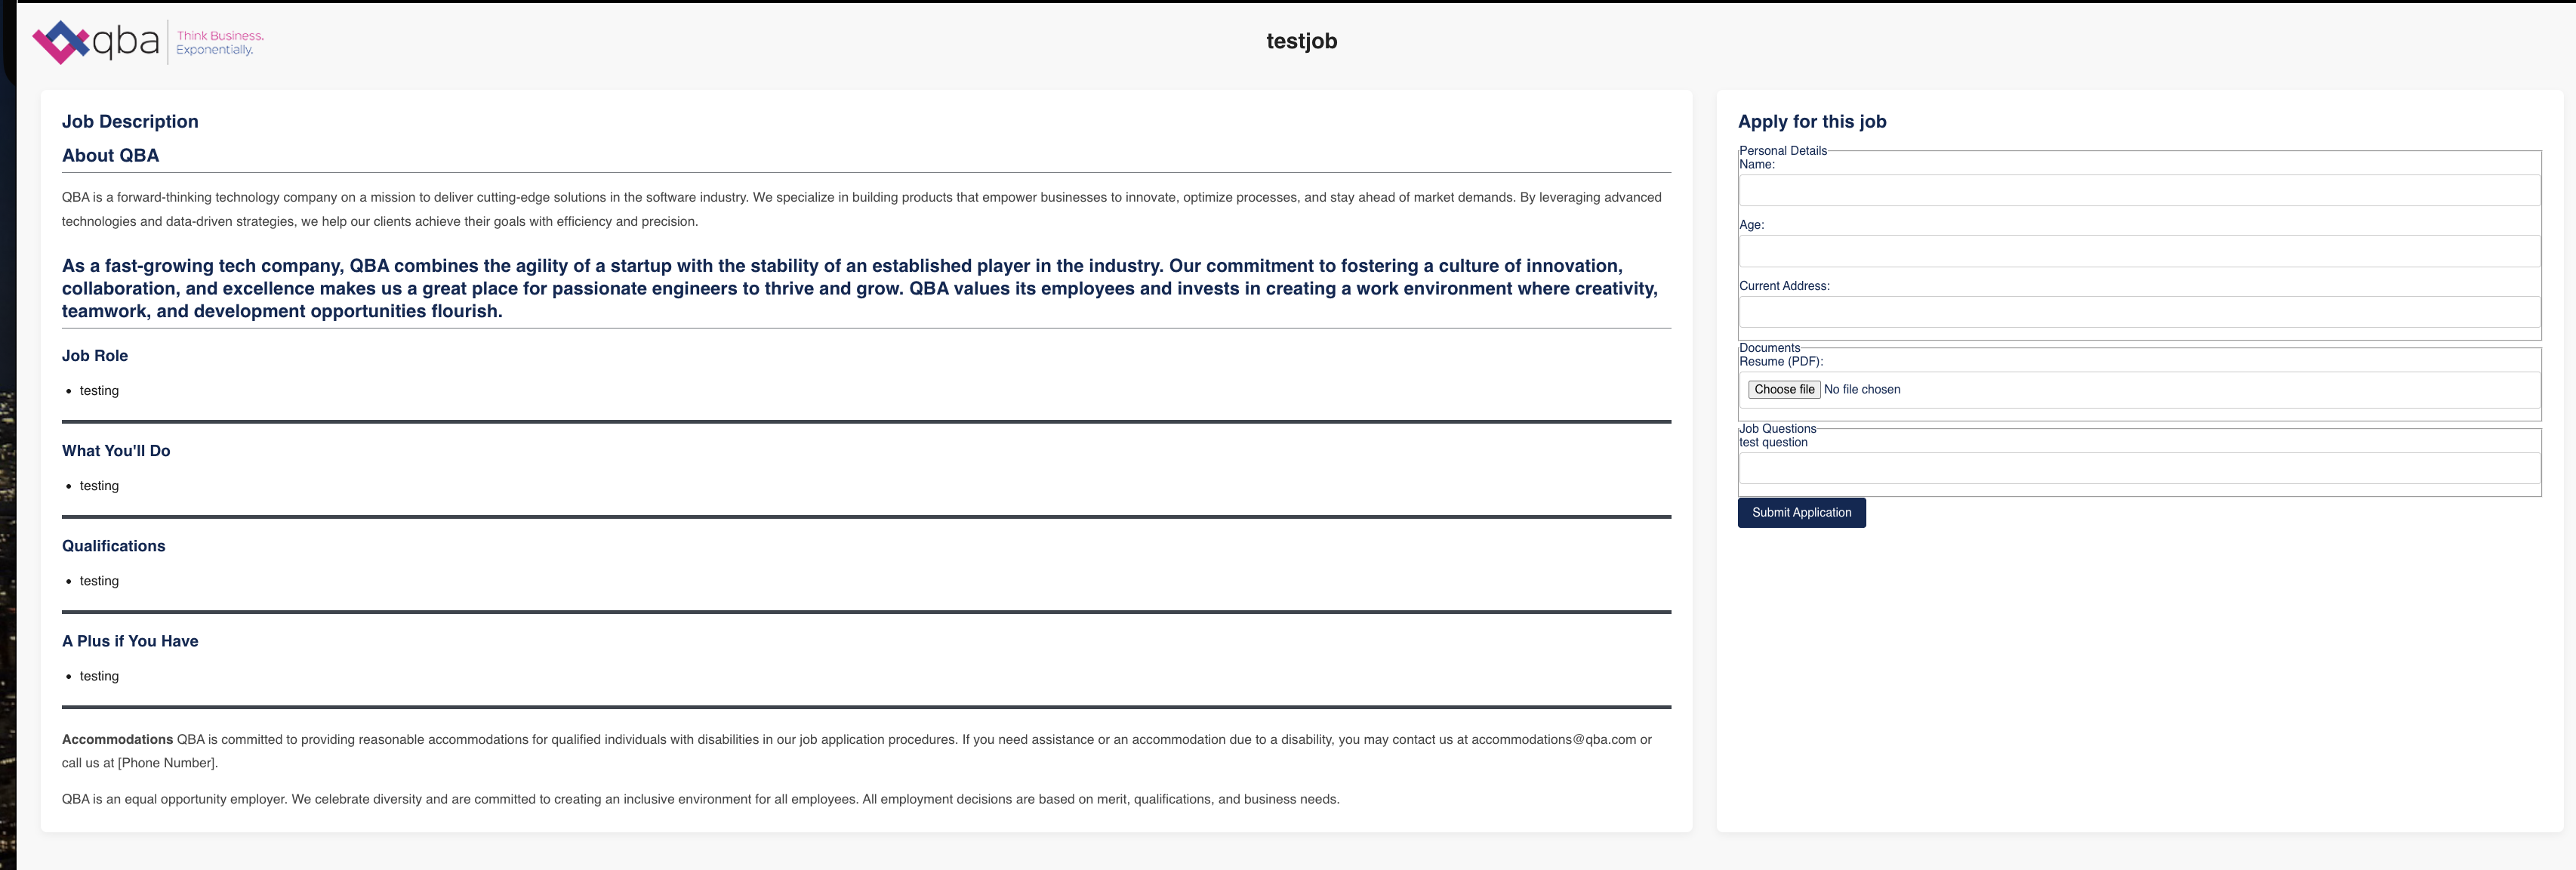 qba
Think Business.
Exponentially.
testjob
Job Description
About QBA
QBA is a forward-thinking technology company on a mission to deliver cutting-edge solutions in the software industry. We specialize in building products that empower businesses to innovate, optimize processes, and stay ahead of market demands. By leveraging advanced
technologies and data-driven strategies, we help our clients achieve their goals with efficiency and precision.
As a fast-growing tech company, QBA combines the agility of a startup with the stability of an established player in the industry. Our commitment to fostering a culture of innovation,
collaboration, and excellence makes us a great place for passionate engineers to thrive and grow. QBA values its employees and invests in creating a work environment where creativity,
teamwork, and development opportunities flourish.
Job Role
• testing
What You'll Do
• testing
Qualifications
• testing
A Plus if You Have
• testing
Accommodations QBA is committed to providing reasonable accommodations for qualified individuals with disabilities in our job application procedures. If you need assistance or an accommodation due to a disability, you may contact us at accommodations@qba.com or
call us at [Phone Number].
QBA is an equal opportunity employer. We celebrate diversity and are committed to creating an inclusive environment for all employees. All employment decisions are based on merit, qualifications, and business needs.
Apply for this job
Personal Details
Name:
Age:
Current Address:
Documents
Resume (PDF):
Choose file No file chosen
Job Questions
test question
Submit Application